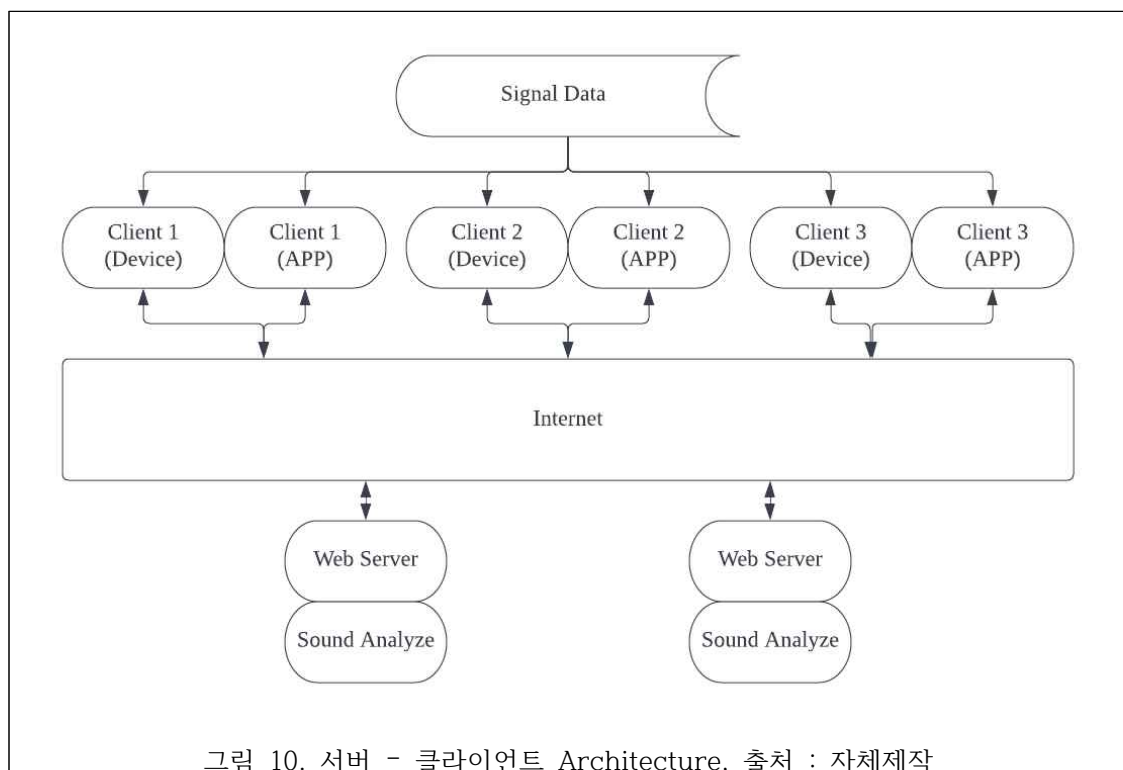 Signal Data
Client 1
(Device)
Client 1
(APP)
Client 2
(Device)
Client 2
(APP)
Client 3
(Device)
Client 3
(APP)
Internet
Web Server
Web Server
Sound Analyze
Sound Analyze
그림 10. 서버 - 클라이언트 Architecture. 출처 : 자체제작